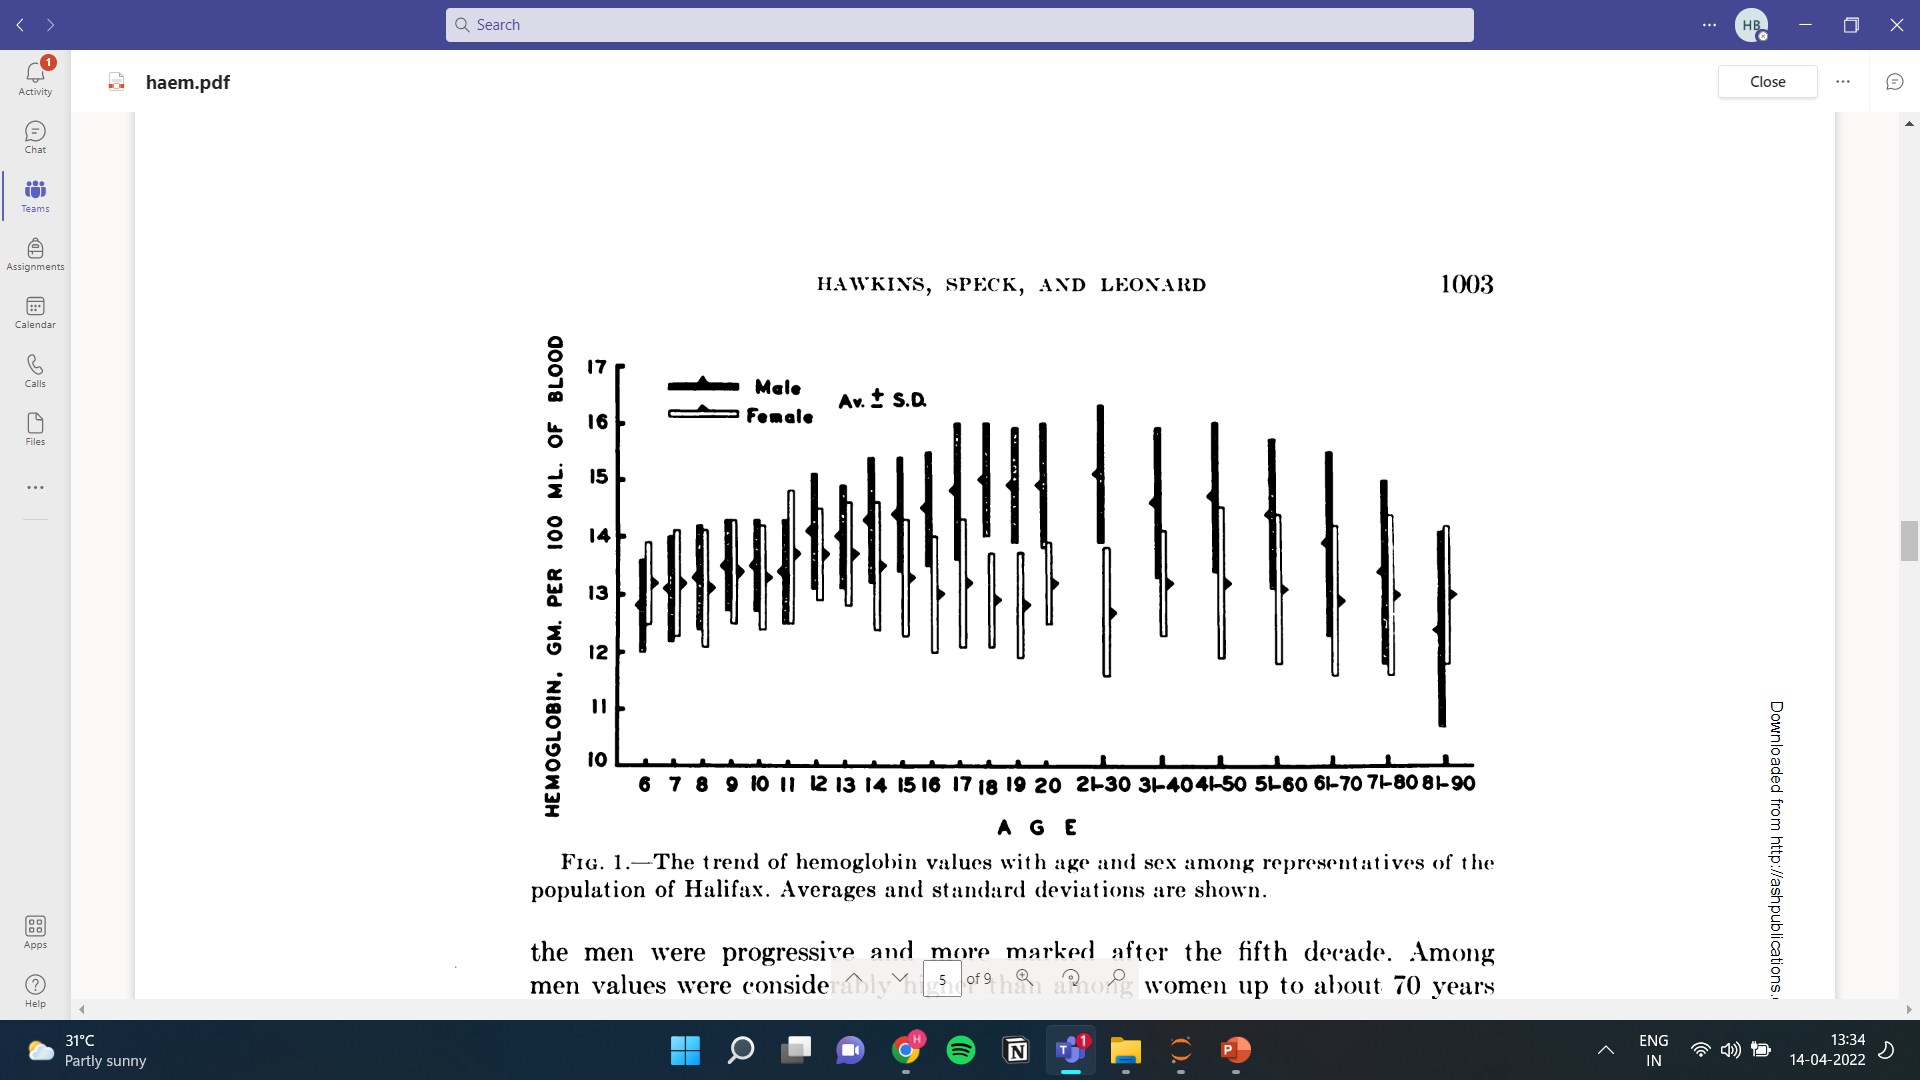 Search
HB
1
Activity
Chat
Teams
Assignments
Calendar
Calls
Files
Apps
Help
haem.pdf
Close
HAWKINS, SPECK, AND LEONARD 1003
HEMOGLOBIN, GM. PER 100 ML. OF BLOOD
17
16
15
14
13
12
11
10
Male
Female
Av. ± S.D.
6 7 8 9 10 11 12 13 14 15 16 17 18 19 20 21-30 31-40 41-50 51-60 61-70 71-80 81-90
AGE
FIG. 1.—The trend of hemoglobin values with age and sex among representatives of the
population of Halifax. Averages and standard deviations are shown.
the men were progressive and more marked after the fifth decade. Among
men values were considerably higher than among women up to about 70 years
5 of 9
Downloaded from http://ashpublications.
31°C
Partly sunny
H
N
T
1
P
ENG
IN
13:34
14-04-2022